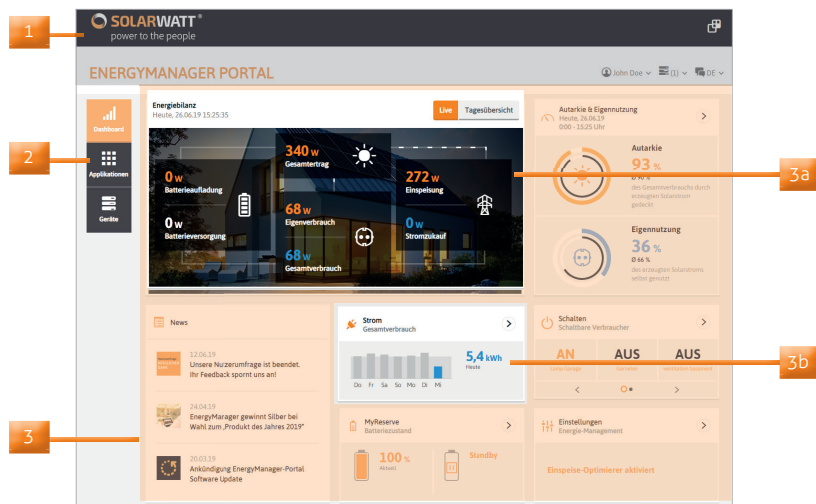 1
SOLARWATT®
power to the people
ENERGYMANAGER PORTAL
John Doe
(1)
DE
2
Dashboard
Applikationen
Geräte
Energiebilanz
Heute, 26.06.19 15:25:35
Live
Tagesübersicht
340 W
Gesamtertrag
0 W
Batterieaufladung
272 W
Einspeisung
0 W
Batterieversorgung
68 W
Eigenverbrauch
0 W
Stromzukauf
68 W
Gesamtverbrauch
3a
Autarkie & Eigennutzung
Heute, 26.06.19
0:00 - 15:25 Uhr
Autarkie
93 %
Ø 90 %
des Gesamtverbrauchs durch
erzeugten Solarstrom
gedeckt
Eigennutzung
36 %
Ø 66 %
des erzeugten Solarstroms
selbst genutzt
3
News
12.06.19
Unsere Nutzerumfrage ist beendet.
Ihr Feedback spornt uns an!
24.04.19
EnergyManager gewinnt Silber bei
Wahl zum „Produkt des Jahres 2019"
20.03.19
Ankündigung EnergyManager-Portal
Software Update
Strom
Gesamtverbrauch
5,4 kWh
Heute
Do Fr Sa So Mo Di Mi
3b
Schalten
Schaltbare Verbraucher
AN
AUS
AUS
MyReserve
Batteriezustand
100 %
Aktuell
Standby
Einstellungen
Energie-Management
Einspeise-Optimierer aktiviert